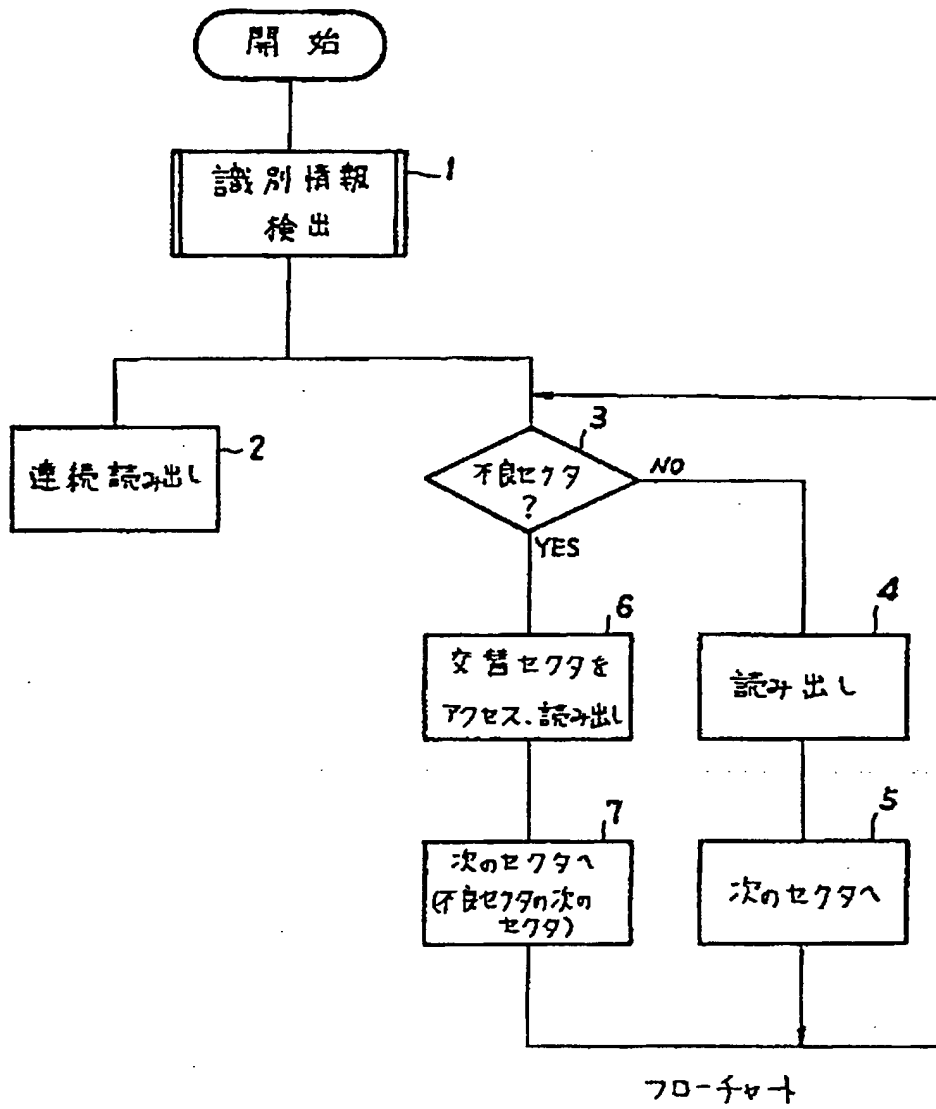 開始
識別情報
検出
1
連続読み出し
2
不良セクタ
?
3
NO
YES
交替セクタを
アクセス、読み出し
6
読み出し
4
次のセクタへ
(不良セクタの次の
セクタ)
7
次のセクタへ
5
フローチャート